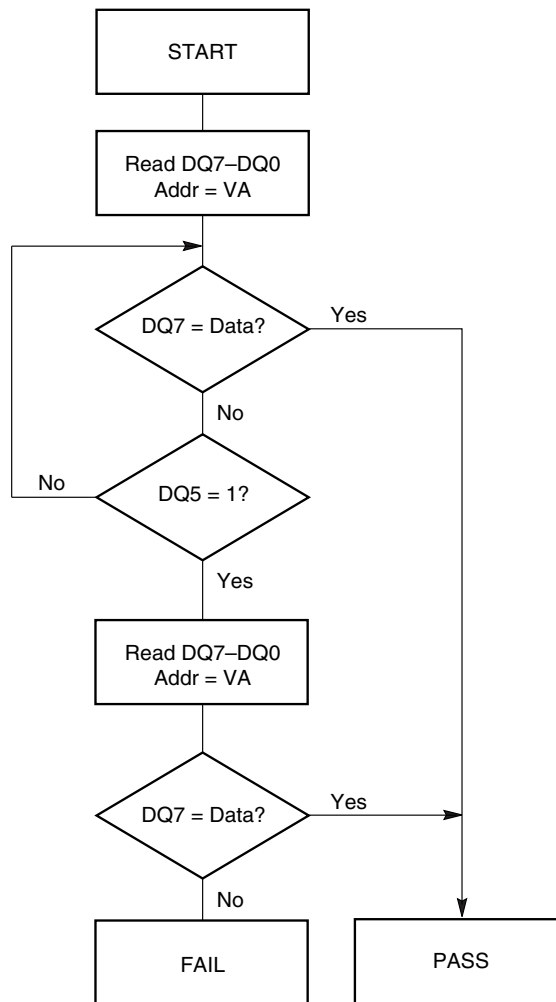 START
Read DQ7–DQ0
Addr = VA
DQ7 = Data?
Yes
No
No
DQ5 = 1?
Yes
Read DQ7–DQ0
Addr = VA
DQ7 = Data?
Yes
No
FAIL
PASS